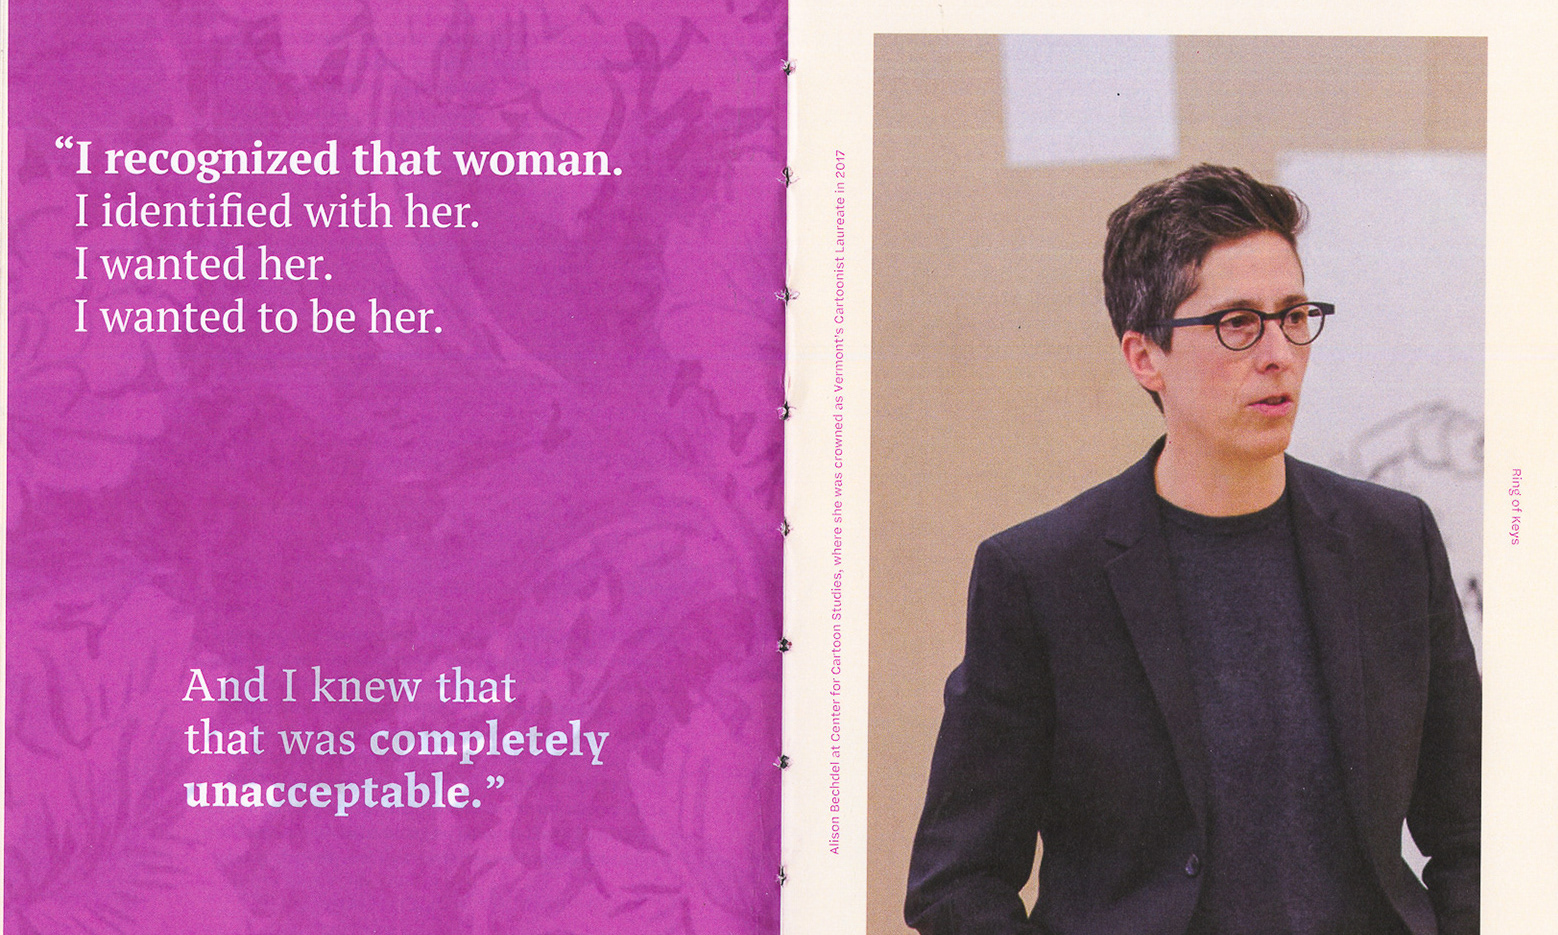 “I recognized that woman.
I identified with her.
I wanted her.
I wanted to be her.
And I knew that
that was completely
unacceptable.”
Alison Bechdel at Center for Cartoon Studies, where she was crowned as Vermont's Cartoonist Laureate in 2017
Ring of Keys